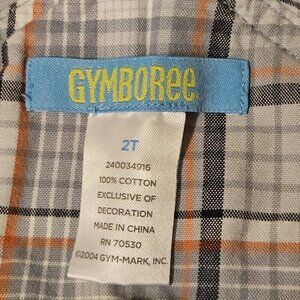 GYMBOREE
2T
240034916
100% COTTON
EXCLUSIVE OF
DECORATION
MADE IN CHINA
RN 70530
©2004 GYM-MARK, INC.